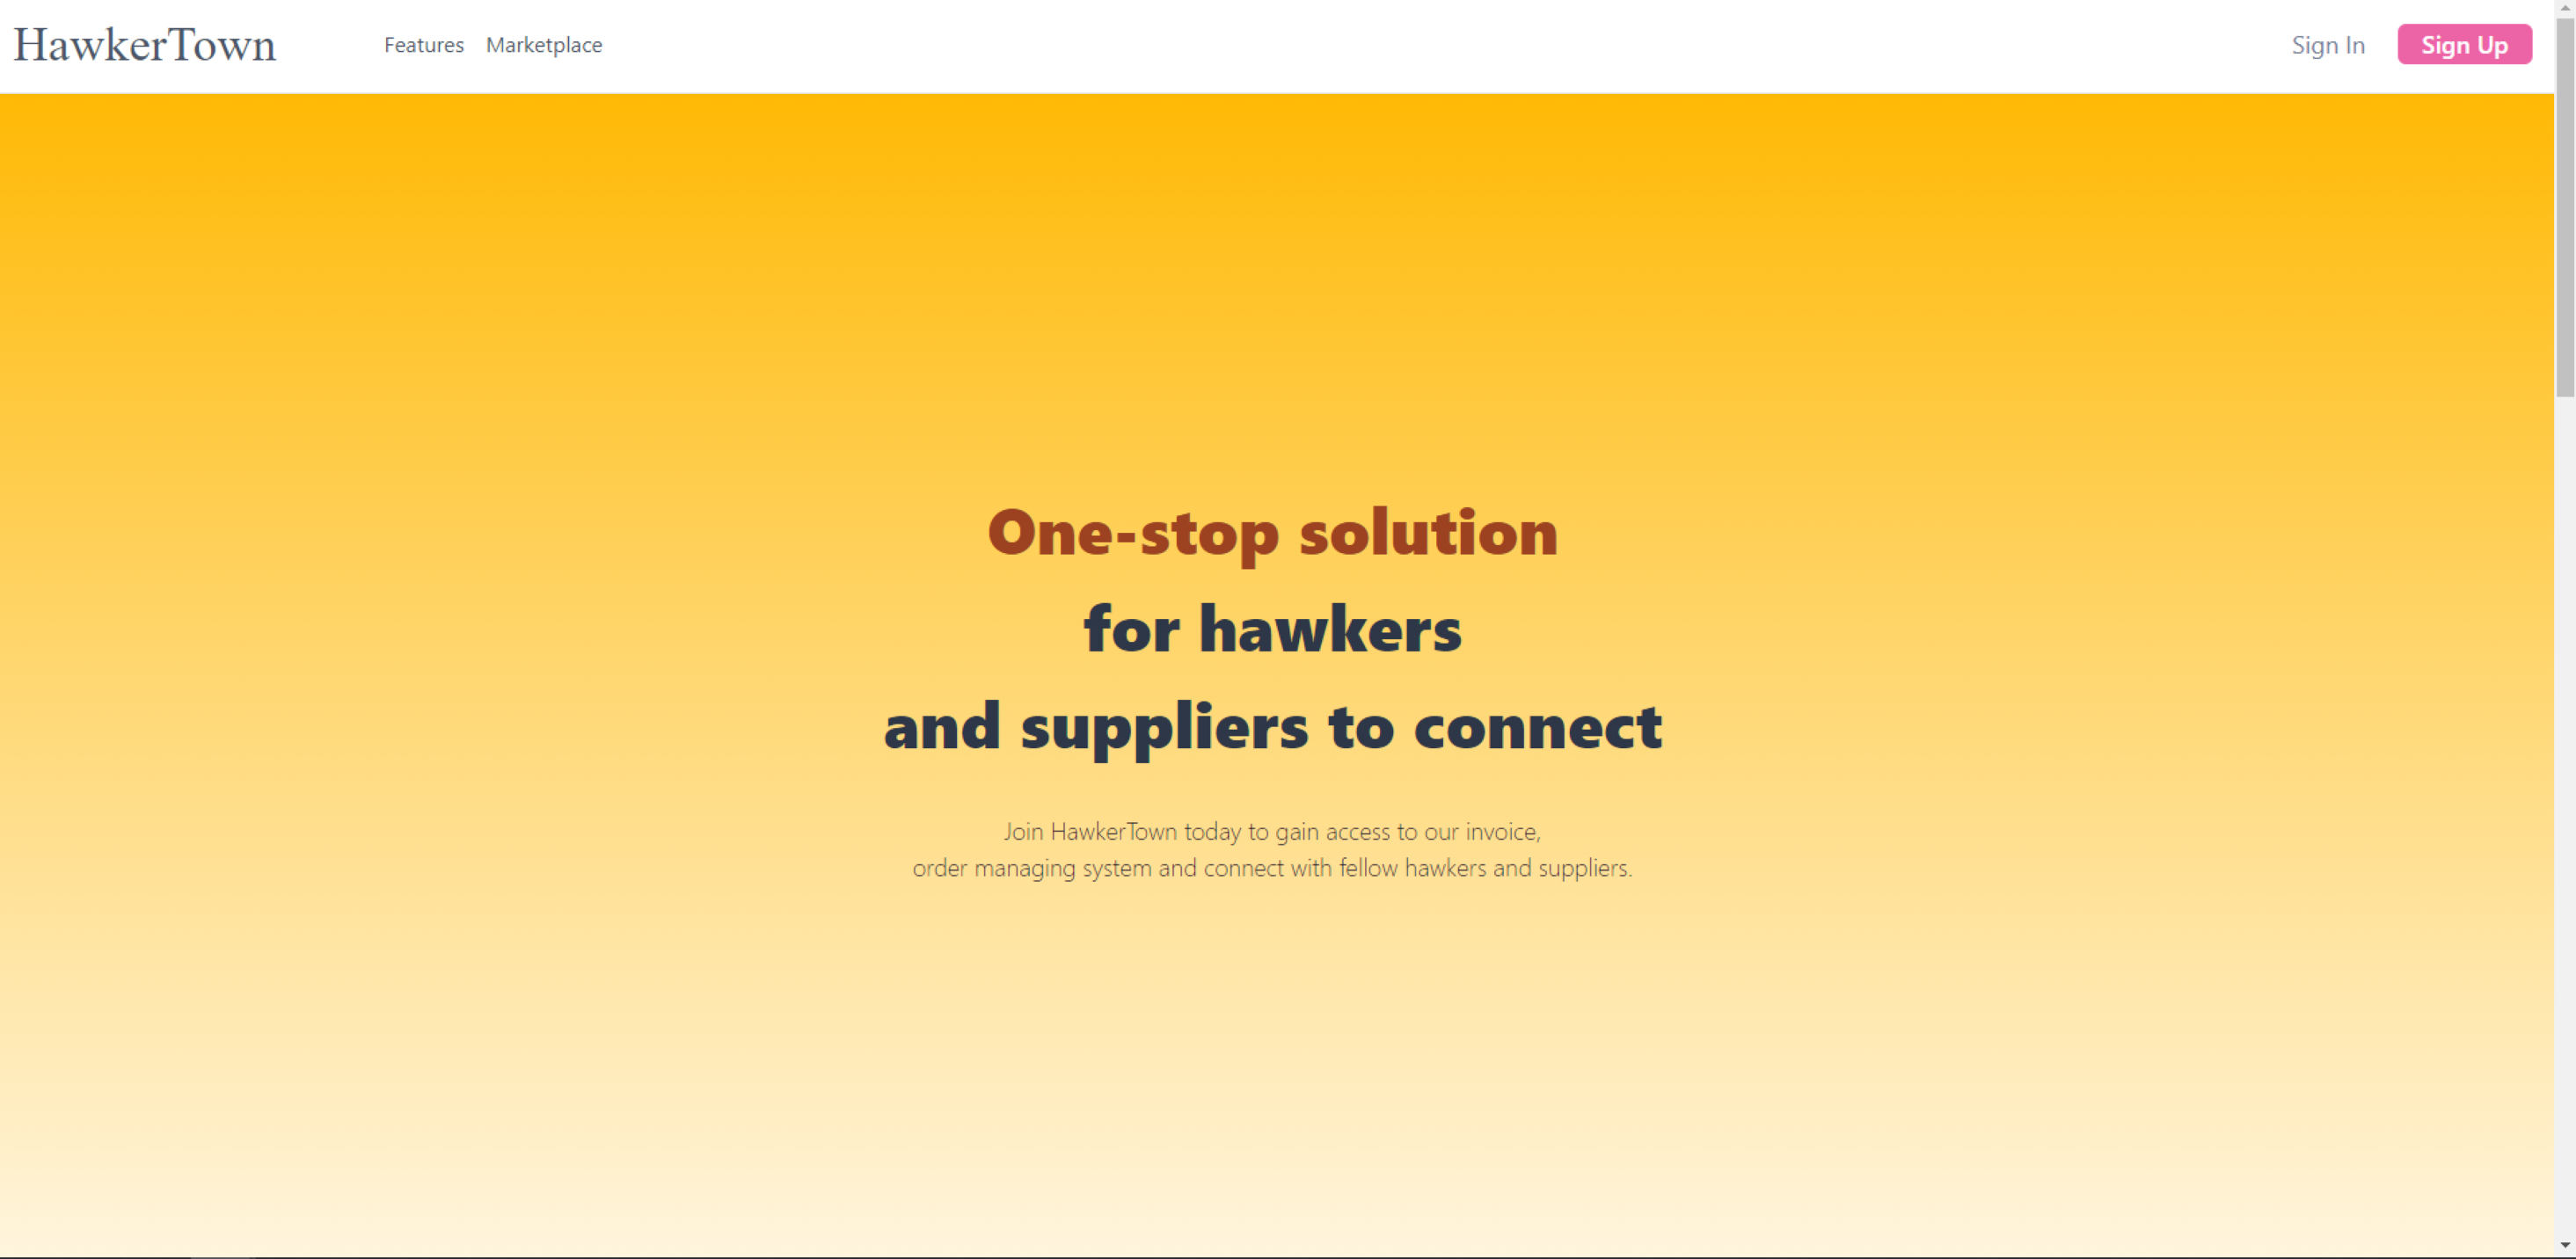 HawkerTown Features Marketplace Sign In Sign Up
One-stop solution
for hawkers
and suppliers to connect
Join HawkerTown today to gain access to our invoice,
order managing system and connect with fellow hawkers and suppliers.